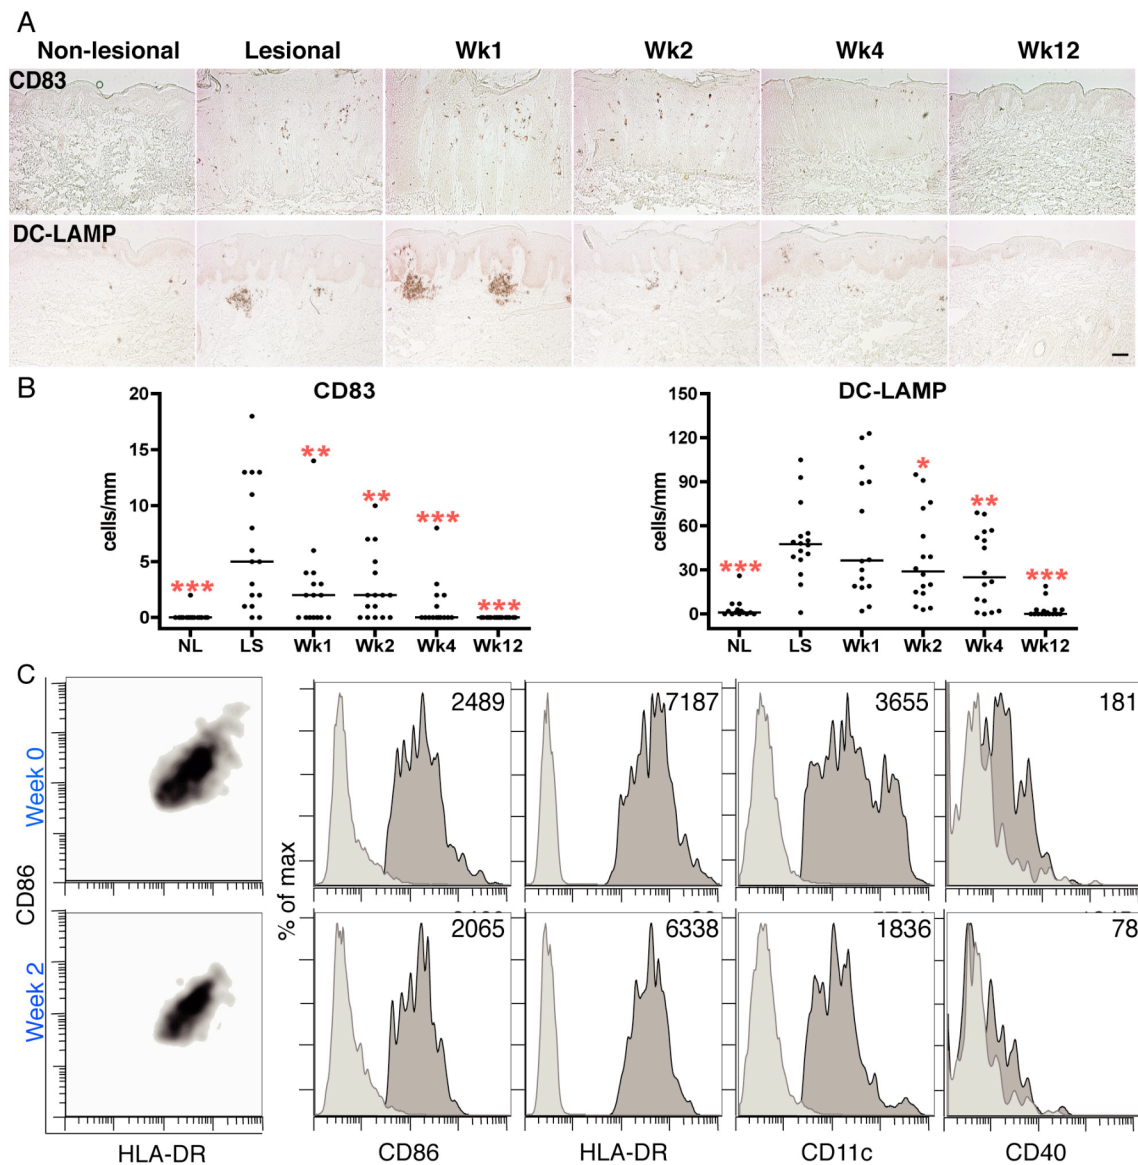 A
Non-lesional Lesional Wk1 Wk2 Wk4 Wk12
CD83
DC-LAMP
B
CD83
20
15
10
5
0
cells/mm
** ** *** *** ***
NL LS Wk1 Wk2 Wk4 Wk12
DC-LAMP
150
120
90
60
30
0
cells/mm
*** * ** ***
NL LS Wk1 Wk2 Wk4 Wk12
C
Week 0
Week 2
CD86
HLA-DR
% of max
2489 7187 3655 181
2065 6338 1836 78
CD86 HLA-DR CD11c CD40